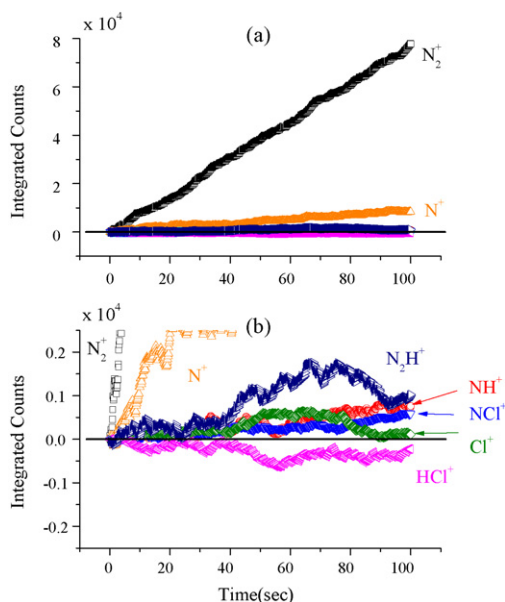 x 10⁴
(a)
8
N₂⁺
6
4
Integrated Counts
2
N⁺
0
0 20 40 60 80 100
x 10⁴
(b)
N₂⁺
0.2
N⁺
N₂H⁺
0.1
NH⁺
NCl⁺
Integrated Counts
0.0
Cl⁺
HCl⁺
-0.1
-0.2
0 20 40 60 80 100
Time(sec)